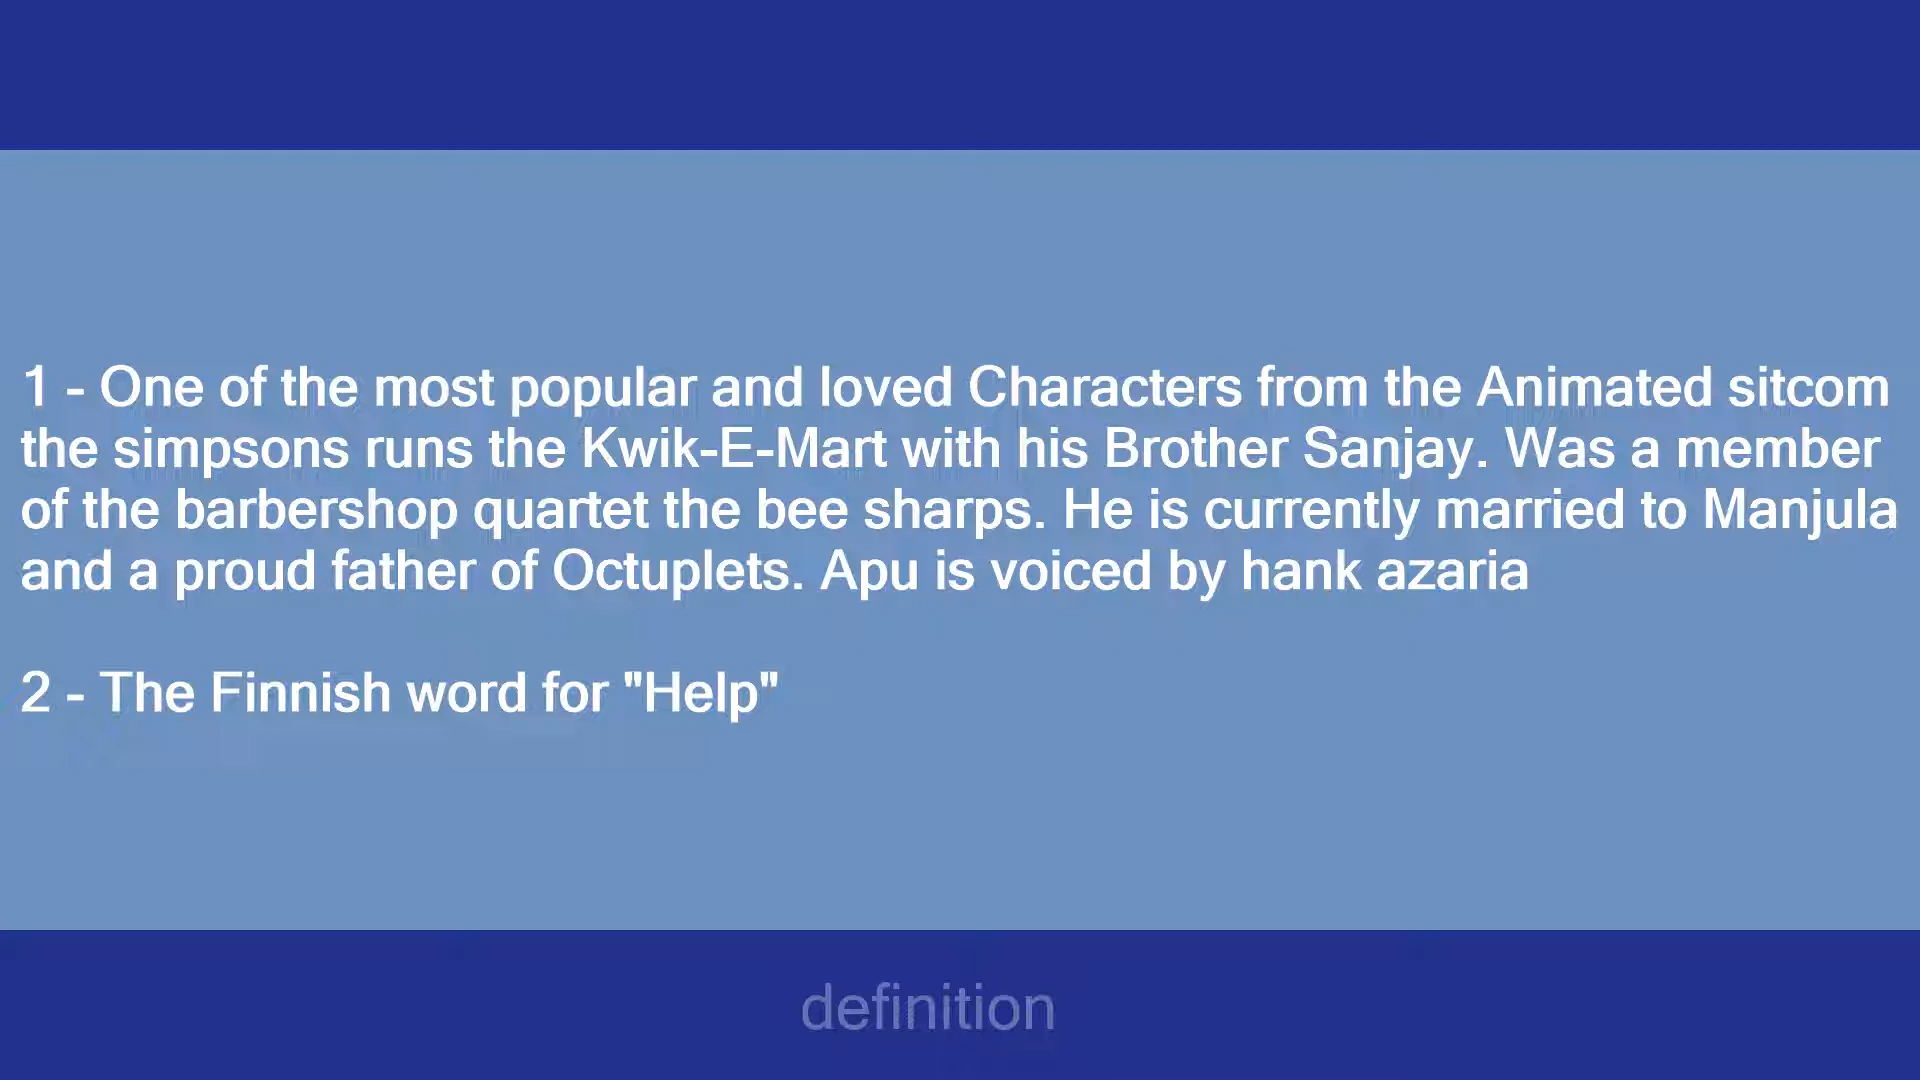 1 - One of the most popular and loved Characters from the Animated sitcom
the simpsons runs the Kwik-E-Mart with his Brother Sanjay. Was a member
of the barbershop quartet the bee sharps. He is currently married to Manjula
and a proud father of Octuplets. Apu is voiced by hank azaria
2 - The Finnish word for "Help"
definition